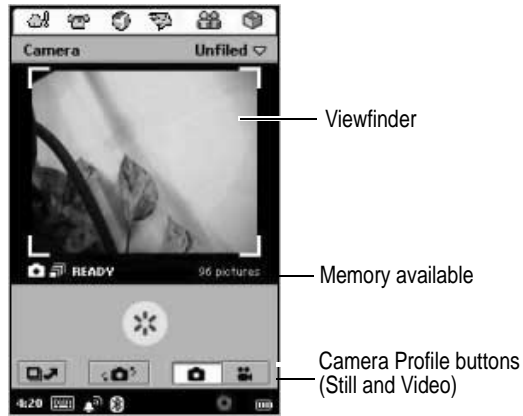 Camera
Unfiled
Viewfinder
READY
96 pictures
Memory available
Camera Profile buttons
(Still and Video)
4:20